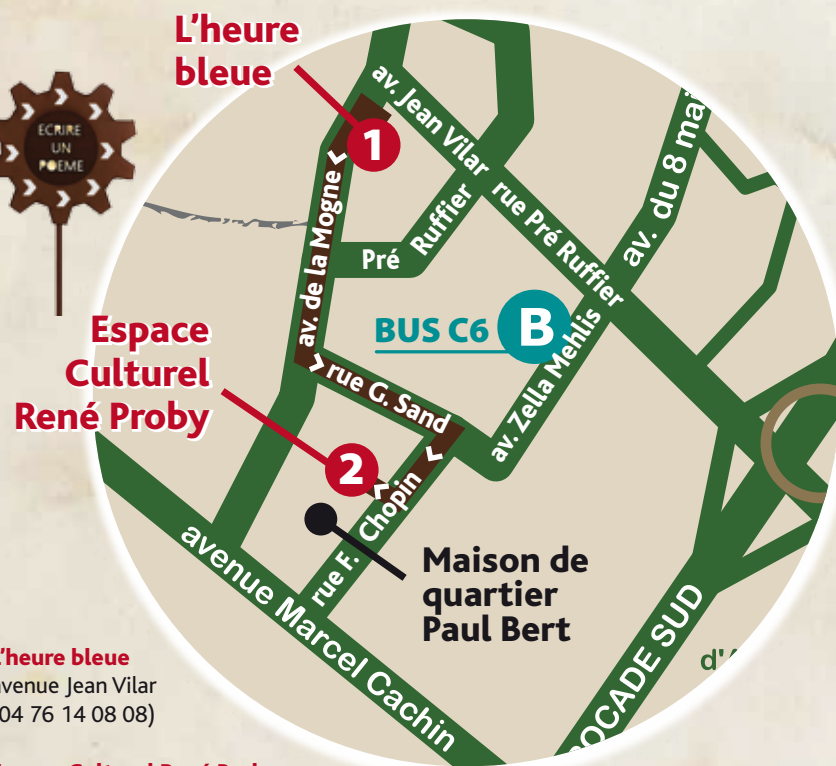 L'heure
bleue
ECRIRE
UN
POEME
1
av. Jean Vilar
av. du 8 mai
rue Pré Ruffier
Pré Ruffier
av. de la Mogne
BUS C6 B
av. Zella Mehlis
Espace
Culturel
René Proby
rue G. Sand
2
rue F. Chopin
avenue Marcel Cachin
Maison de
quartier
Paul Bert
ROCADE SUD
L'heure bleue
avenue Jean Vilar
04 76 14 08 08)